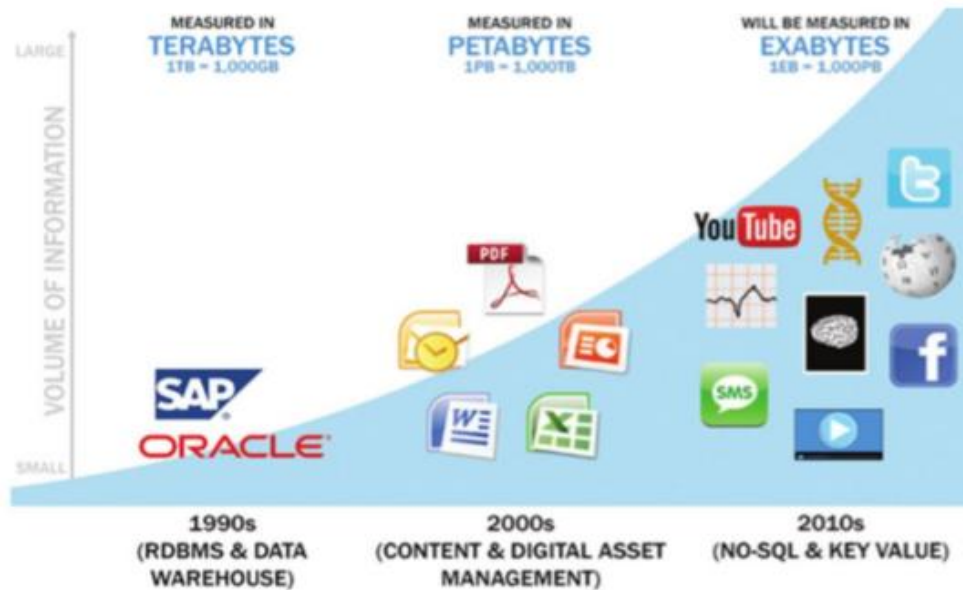 MEASURED IN
TERABYTES
1TB = 1,000GB
MEASURED IN
PETABYTES
1PB = 1,000TB
WILL BE MEASURED IN
EXABYTES
1EB = 1,000PB
LARGE
VOLUME OF INFORMATION
SMALL
SAP
ORACLE
PDF
W
X
YouTube
t
SMS
f
1990s
(RDBMS & DATA
WAREHOUSE)
2000s
(CONTENT & DIGITAL ASSET
MANAGEMENT)
2010s
(NO-SQL & KEY VALUE)